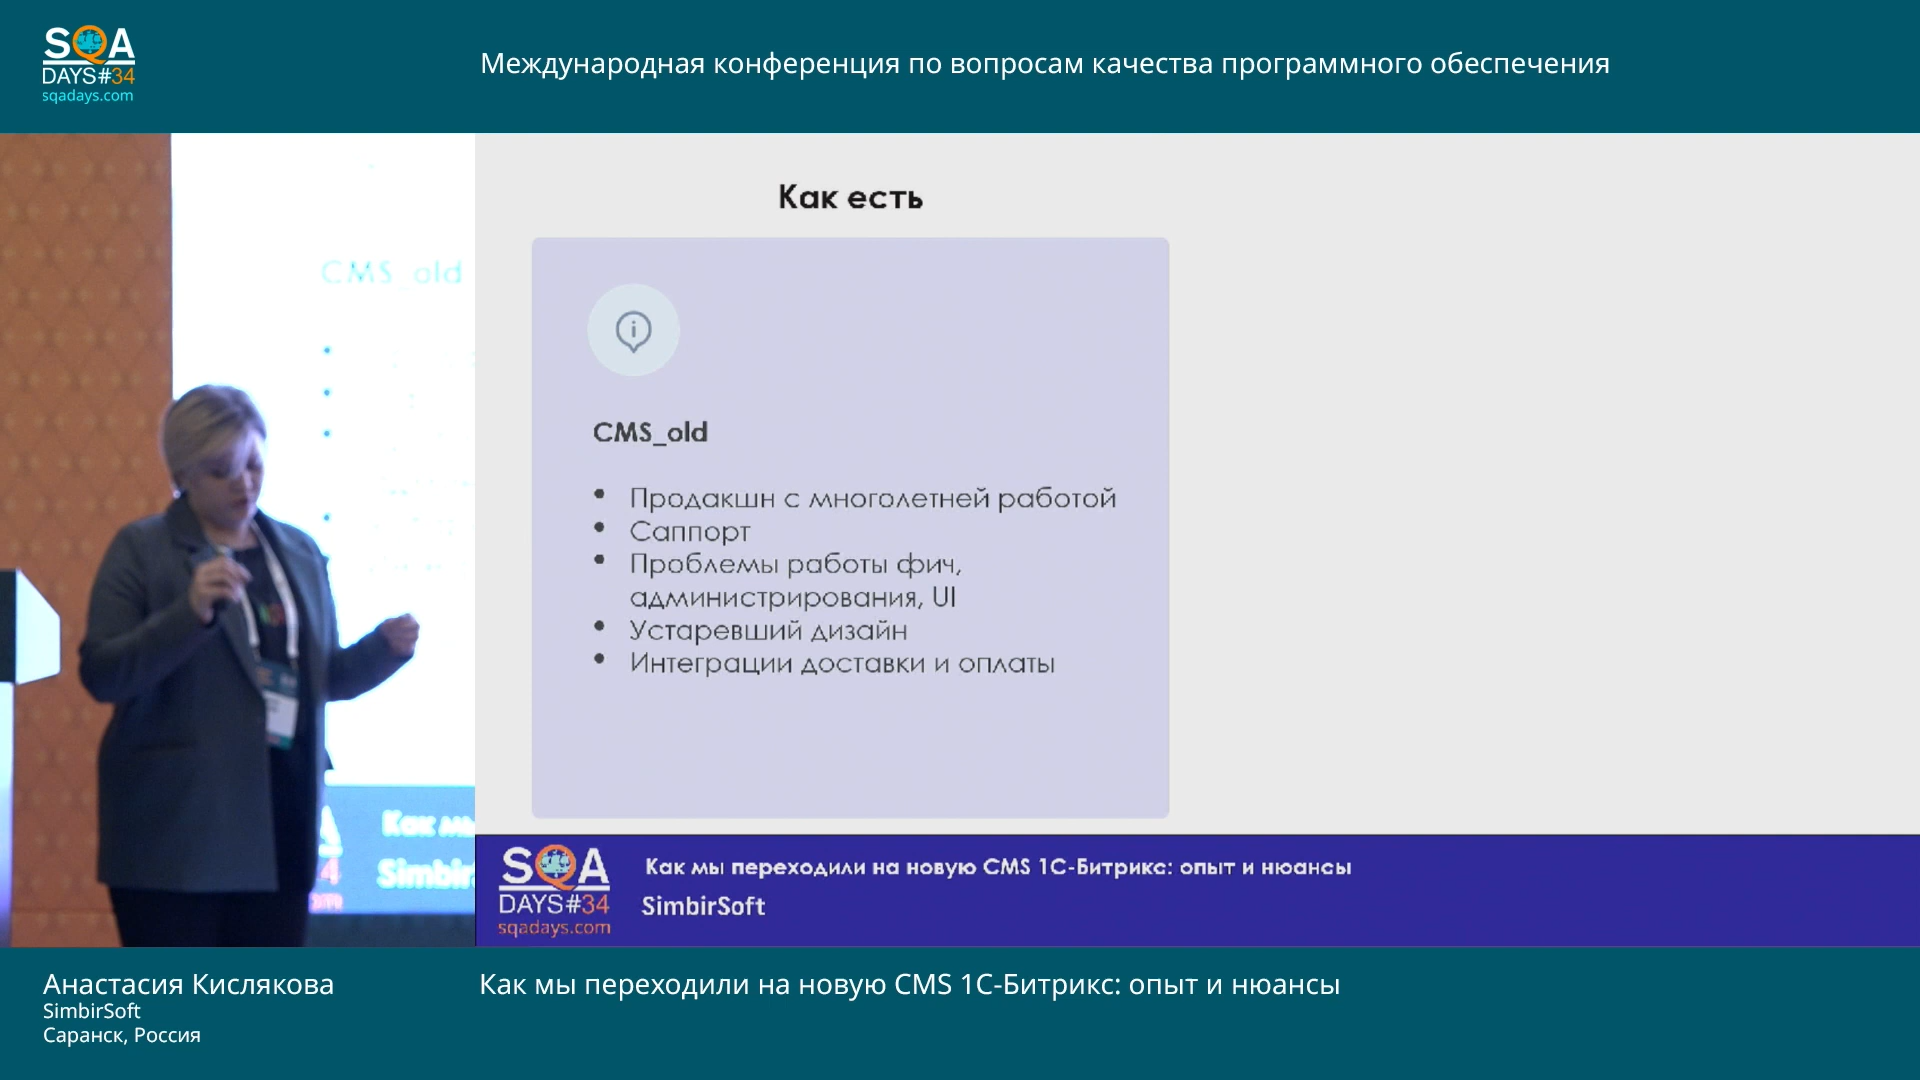 SQA
DAYS#34
sqadays.com
Международная конференция по вопросам качества программного обеспечения
CMS_old
Как мы
Simbir
Как есть
CMS_old
• Продакшн с многолетней работой
• Саппорт
• Проблемы работы фич,
администрирования, UI
• Устаревший дизайн
• Интеграции доставки и оплаты
SQA
DAYS#34
sqadays.com
Как мы переходили на новую CMS 1С-Битрикс: опыт и нюансы
SimbirSoft
Анастасия Кислякова
SimbirSoft
Саранск, Россия
Как мы переходили на новую CMS 1С-Битрикс: опыт и нюансы